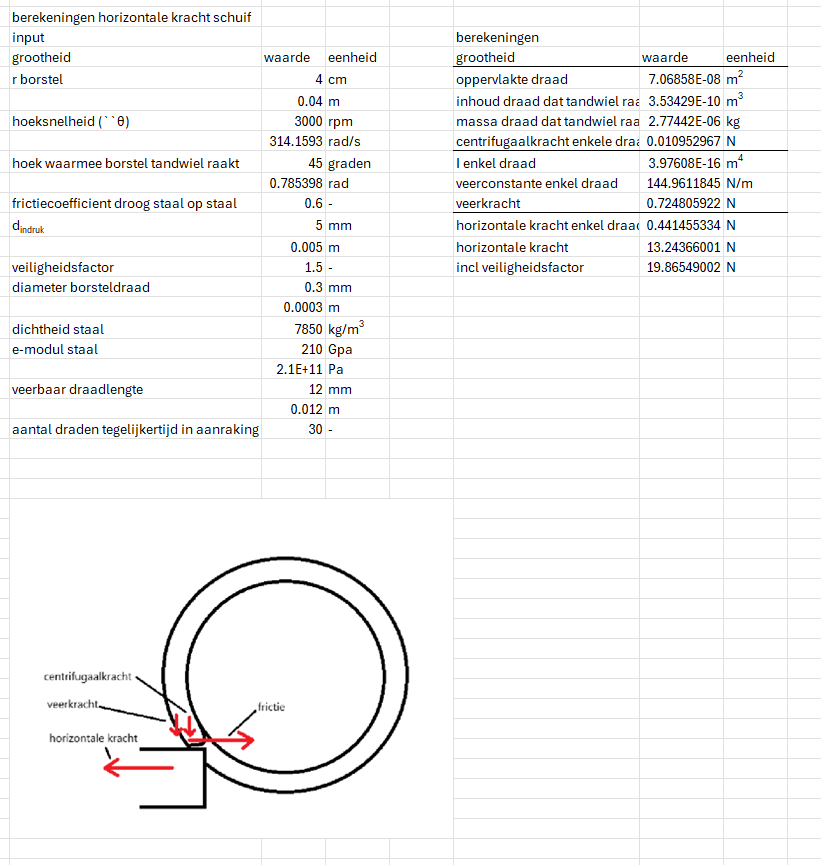 berekeningen horizontale kracht schuif
input
berekeningen
grootheid waarde eenheid
grootheid waarde eenheid
r borstel 4 cm
oppervlakte draad 7.06858E-08 m²
0.04 m
inhoud draad dat tandwiel raa 3.53429E-10 m³
hoeksnelheid (``θ) 3000 rpm
massa draad dat tandwiel raa 2.77442E-06 kg
314.1593 rad/s
centrifugaalkracht enkele draa 0.010952967 N
hoek waarmee borstel tandwiel raakt 45 graden
I enkel draad 3.97608E-16 m⁴
0.785398 rad
veerconstante enkel draad 144.9611845 N/m
frictiecoefficient droog staal op staal 0.6 -
veerkracht 0.724805922 N
dindruk 5 mm
horizontale kracht enkel draad 0.441455334 N
0.005 m
horizontale kracht 13.24366001 N
veiligheidsfactor 1.5 -
incl veiligheidsfactor 19.86549002 N
diameter borsteldraad 0.3 mm
0.0003 m
dichtheid staal 7850 kg/m³
e-modul staal 210 Gpa
2.1E+11 Pa
veerbaar draadlengte 12 mm
0.012 m
aantal draden tegelijkertijd in aanraking 30 -
centrifugaalkracht
veerkracht
frictie
horizontale kracht